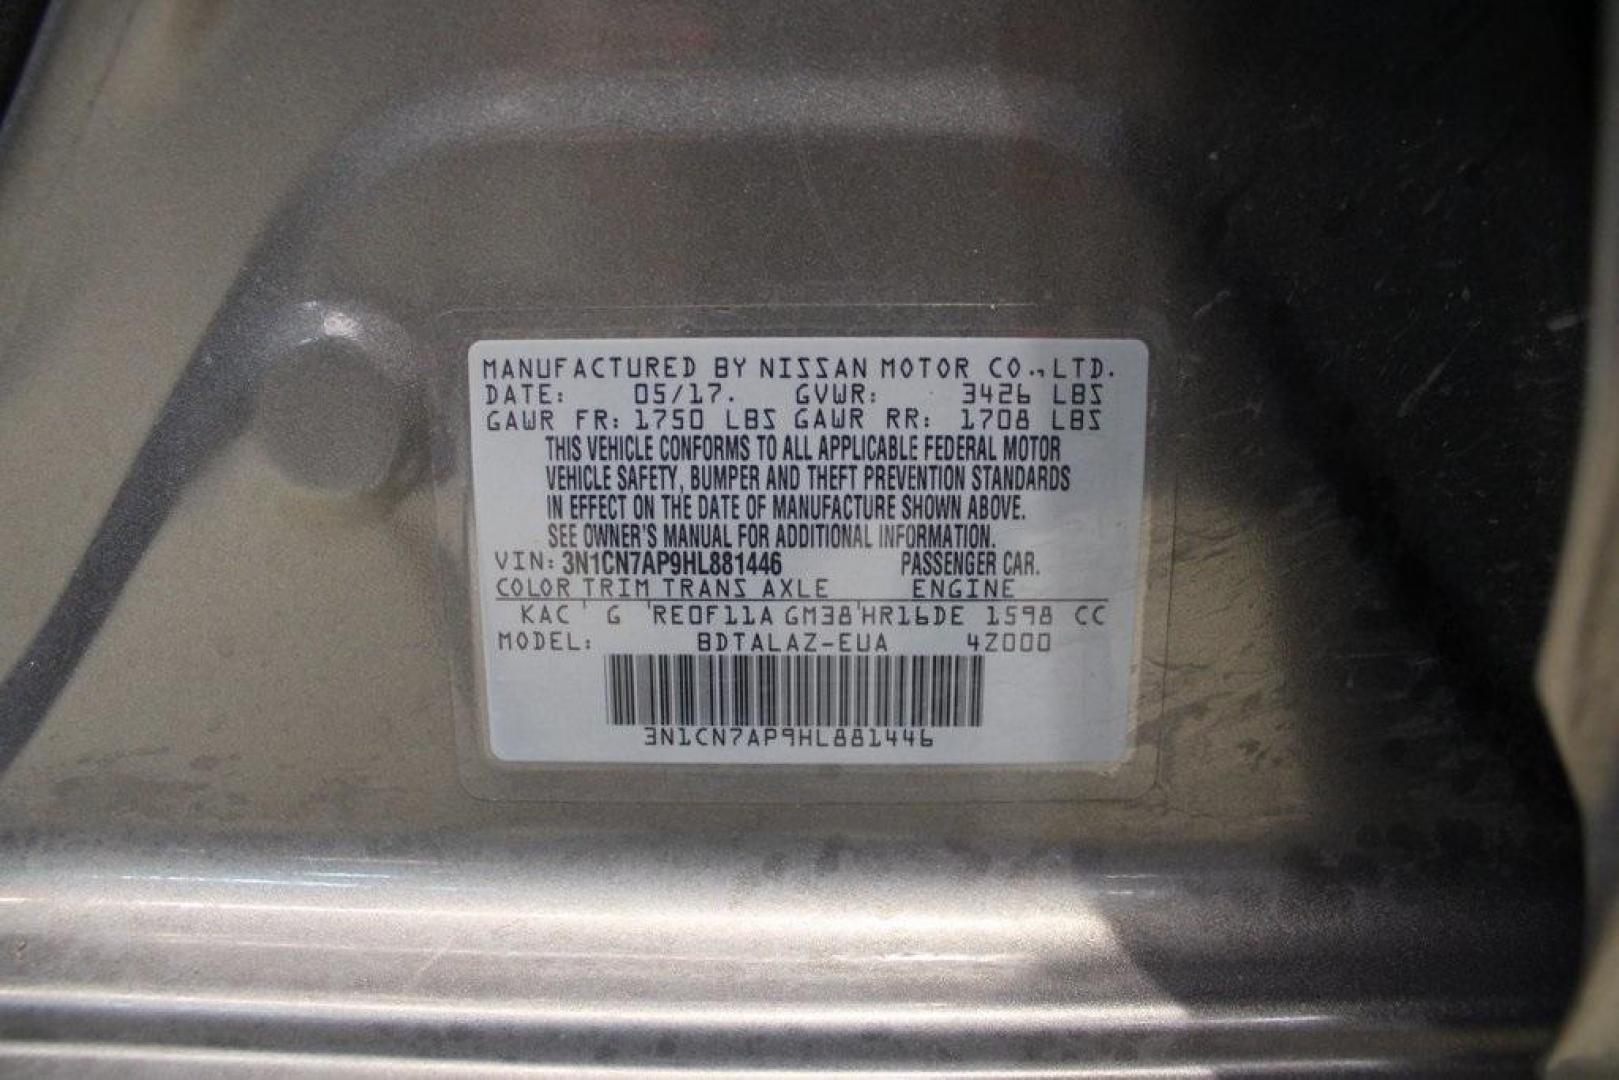 MANUFACTURED BY NISSAN MOTOR CO.,LTD.
DATE: 05/17. GVWR: 3426 LBS
GAWR FR: 1750 LBS GAWR RR: 1708 LBS
THIS VEHICLE CONFORMS TO ALL APPLICABLE FEDERAL MOTOR
VEHICLE SAFETY, BUMPER AND THEFT PREVENTION STANDARDS
IN EFFECT ON THE DATE OF MANUFACTURE SHOWN ABOVE.
SEE OWNER'S MANUAL FOR ADDITIONAL INFORMATION.
VIN: 3N1CN7AP9HL881446 PASSENGER CAR.
COLOR TRIM TRANS AXLE ENGINE
KAC ' G 'RE0F11A GM38'HR16DE 1598 CC
MODEL: BDTALAZ-EUA 4Z000
3N1CN7AP9HL881446